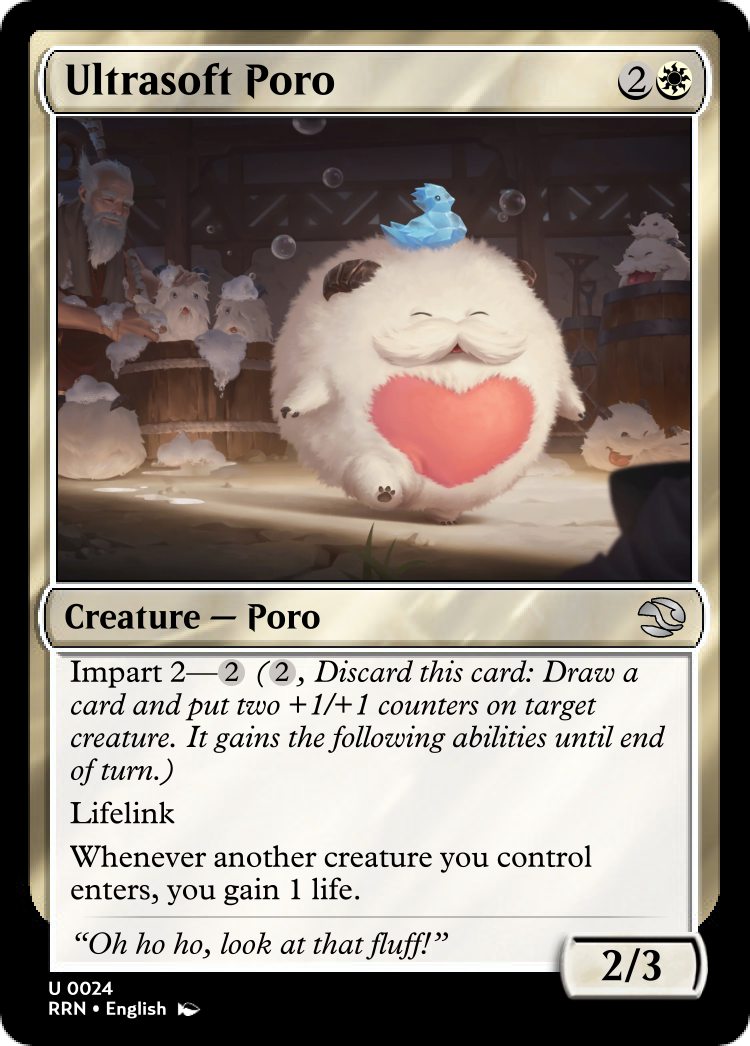 Ultrasoft Poro 2
Creature — Poro
Impart 2—2 (2, Discard this card: Draw a
card and put two +1/+1 counters on target
creature. It gains the following abilities until end
of turn.)
Lifelink
Whenever another creature you control
enters, you gain 1 life.
“Oh ho ho, look at that fluff!”
2/3
U 0024
RRN • English